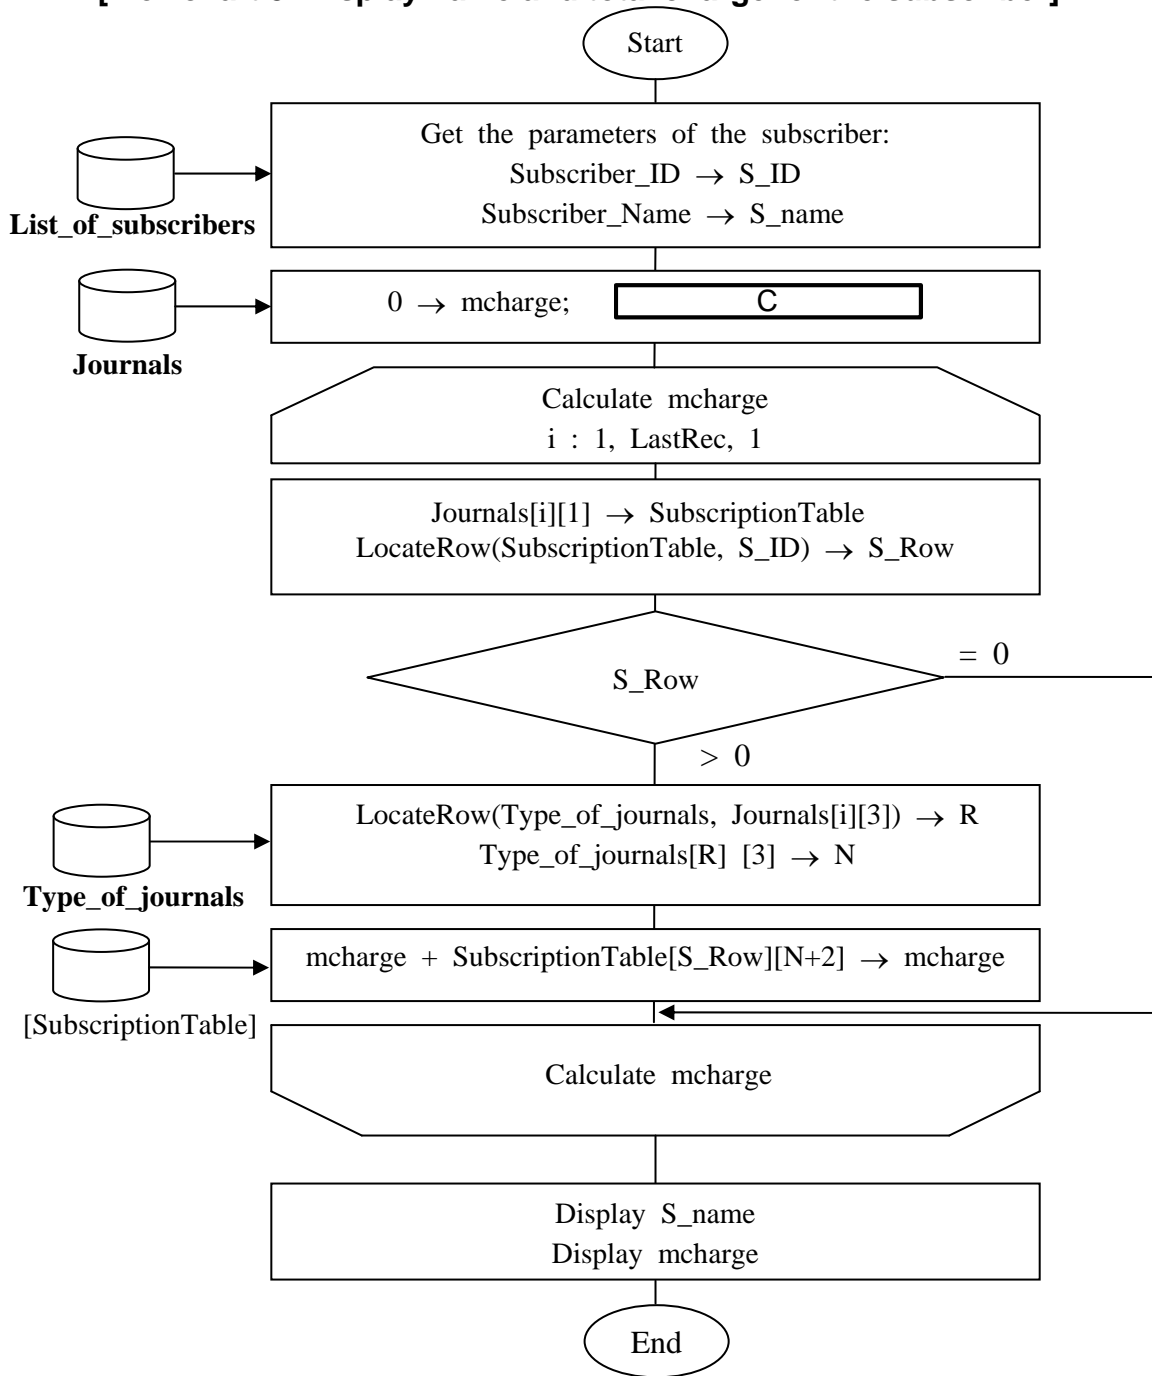 Start
Get the parameters of the subscriber:
Subscriber_ID → S_ID
Subscriber_Name → S_name
List_of_subscribers
0 → mcharge;
C
Journals
Calculate mcharge
i : 1, LastRec, 1
Journals[i][1] → SubscriptionTable
LocateRow(SubscriptionTable, S_ID) → S_Row
= 0
S_Row
> 0
LocateRow(Type_of_journals, Journals[i][3]) → R
Type_of_journals[R] [3] → N
Type_of_journals
mcharge + SubscriptionTable[S_Row][N+2] → mcharge
[SubscriptionTable]
Calculate mcharge
Display S_name
Display mcharge
End